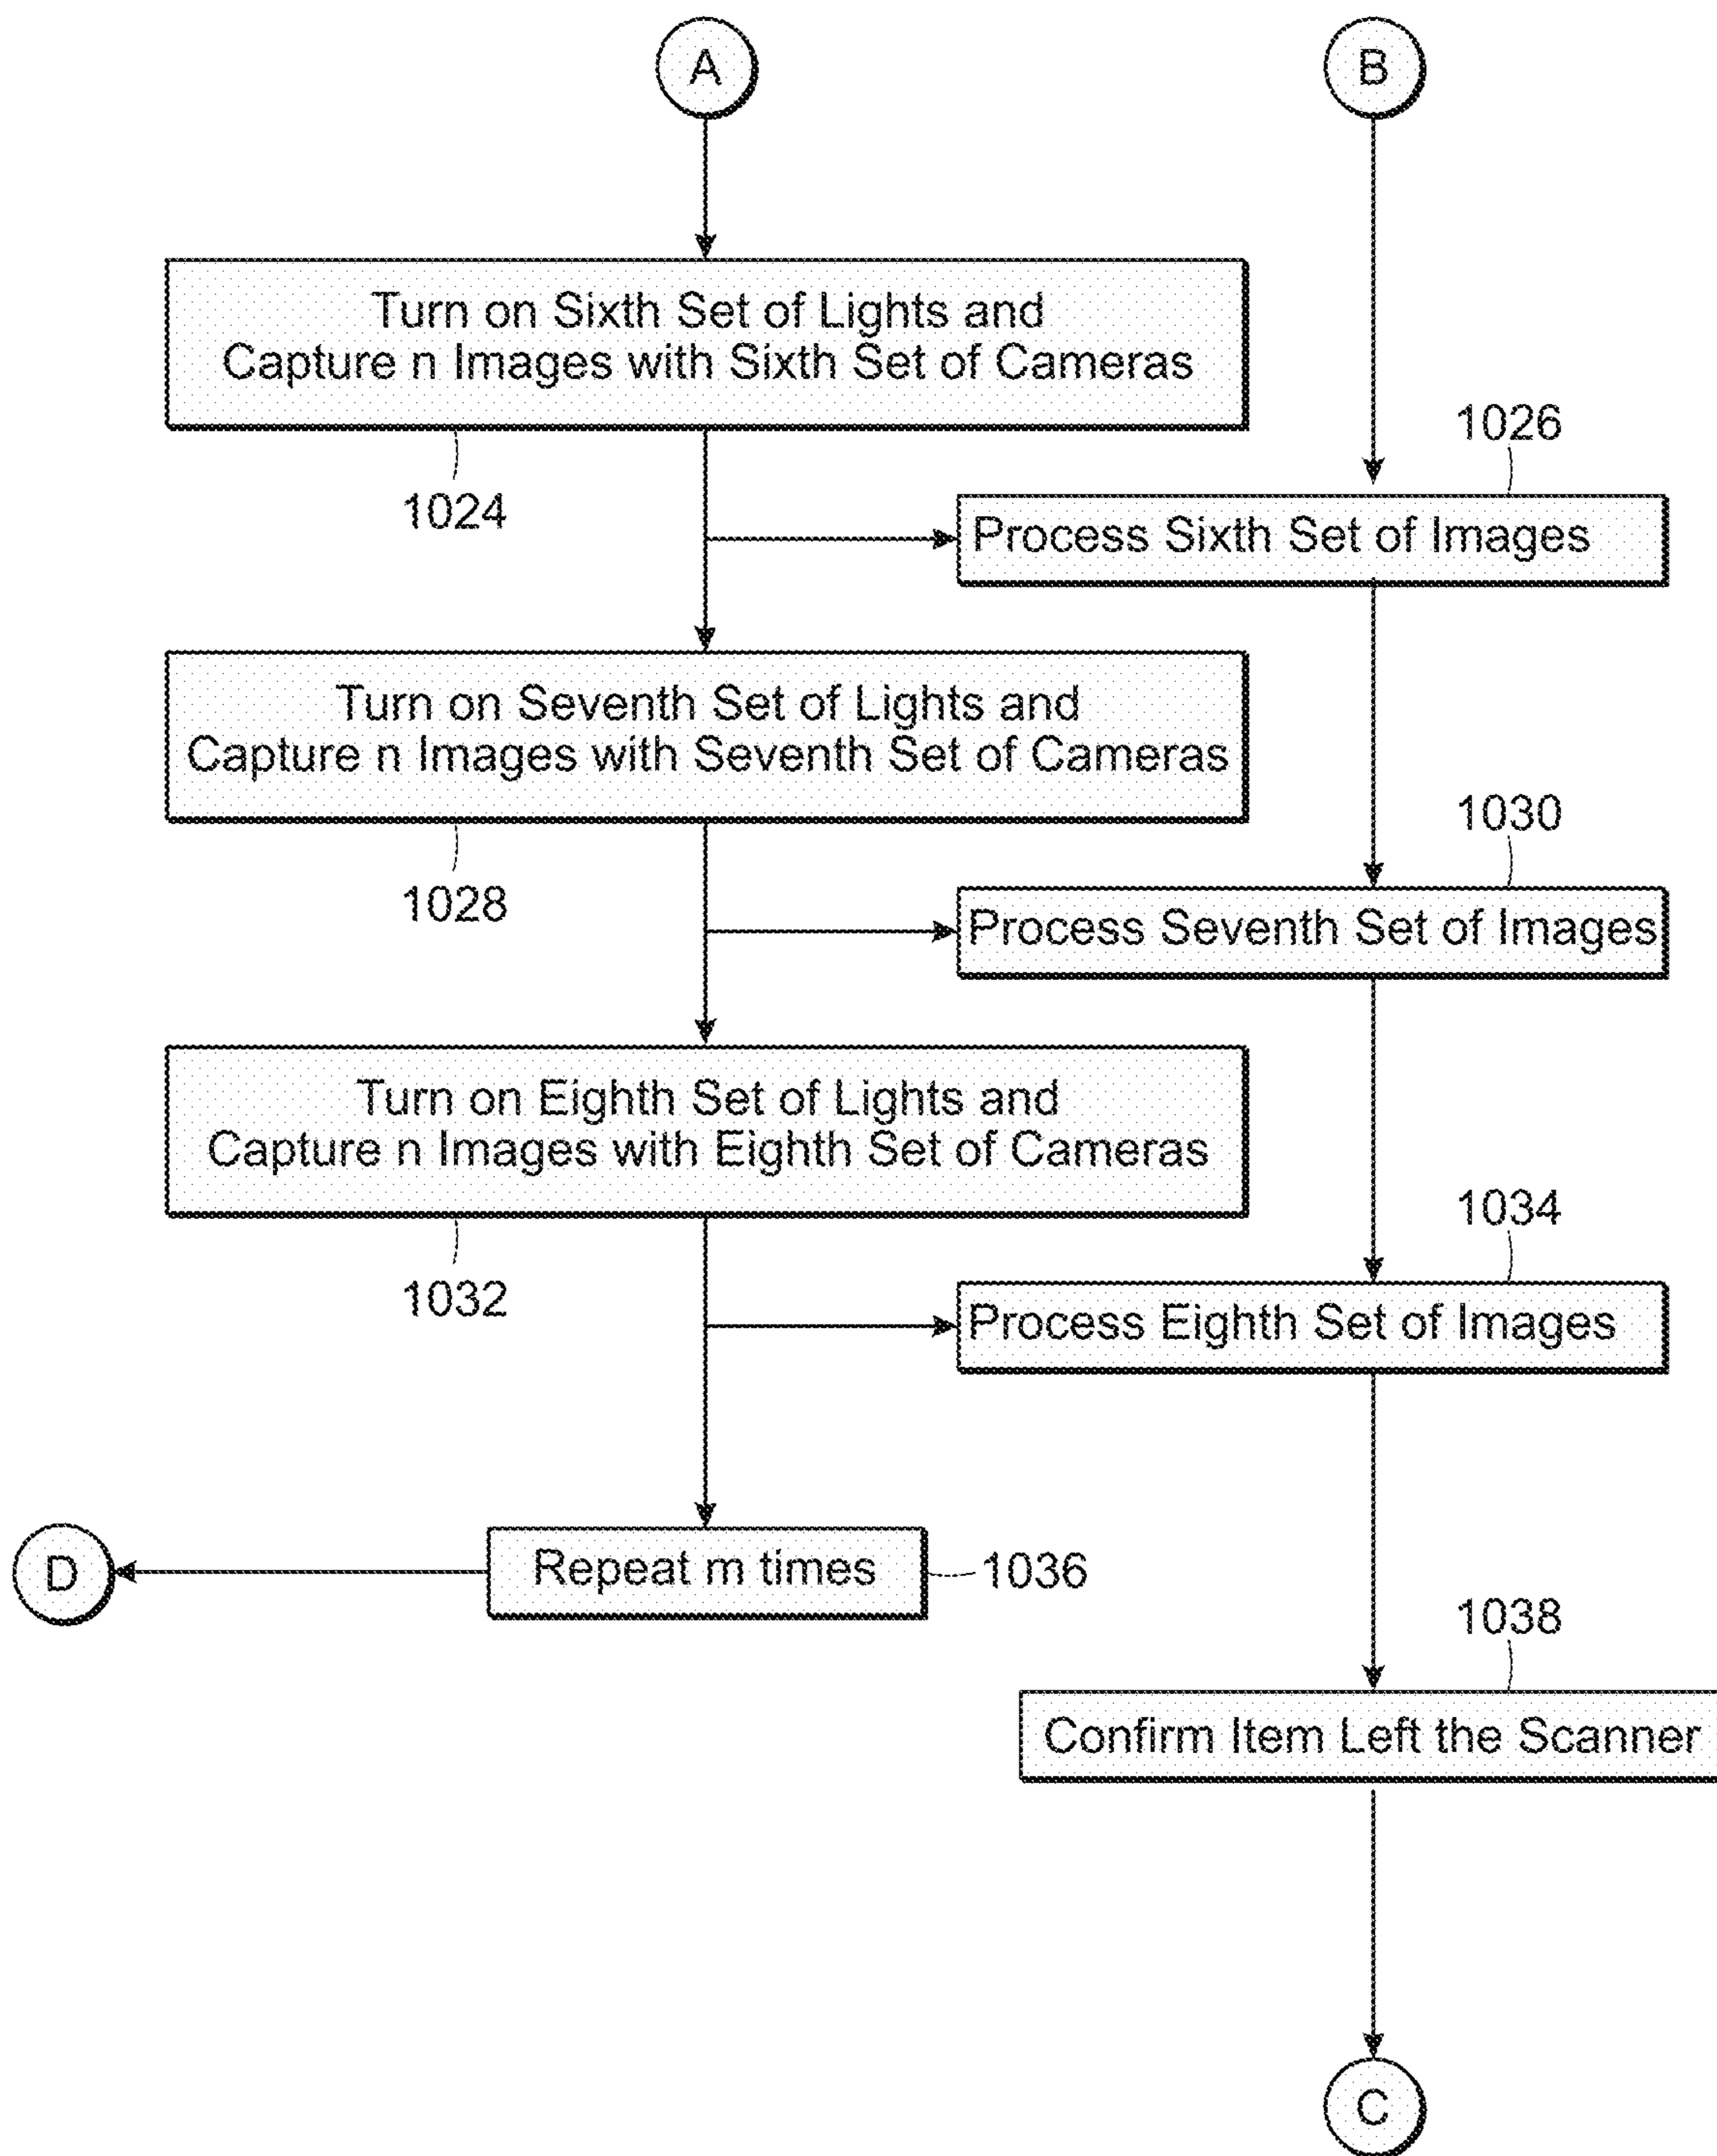 A
B
Turn on Sixth Set of Lights and
Capture n Images with Sixth Set of Cameras
1024
1026
Process Sixth Set of Images
Turn on Seventh Set of Lights and
Capture n Images with Seventh Set of Cameras
1028
1030
Process Seventh Set of Images
Turn on Eighth Set of Lights and
Capture n Images with Eighth Set of Cameras
1032
1034
Process Eighth Set of Images
D
Repeat m times
1036
1038
Confirm Item Left the Scanner
C